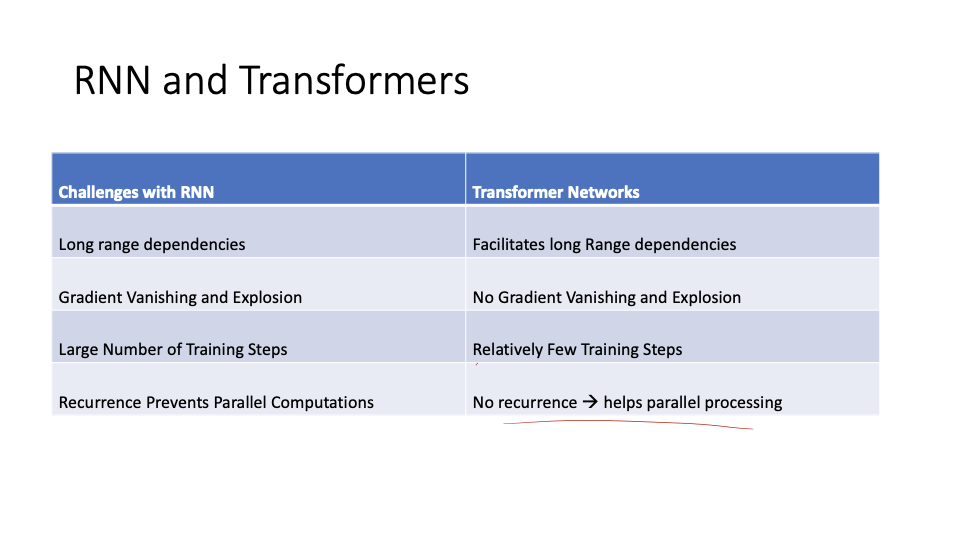 RNN and Transformers
Challenges with RNN
Transformer Networks
Long range dependencies
Facilitates long Range dependencies
Gradient Vanishing and Explosion
No Gradient Vanishing and Explosion
Large Number of Training Steps
Relatively Few Training Steps
Recurrence Prevents Parallel Computations
No recurrence → helps parallel processing